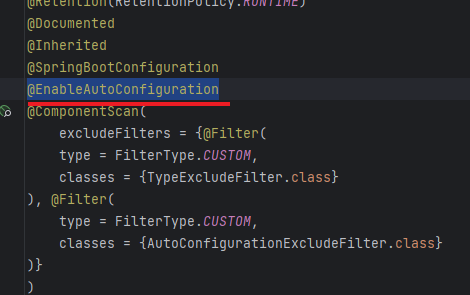 @Retention(RetentionPolicy.RUNTIME)
@Documented
@Inherited
@SpringBootConfiguration
@EnableAutoConfiguration
@ComponentScan(
    excludeFilters = {@Filter(
    type = FilterType.CUSTOM,
    classes = {TypeExcludeFilter.class}
), @Filter(
    type = FilterType.CUSTOM,
    classes = {AutoConfigurationExcludeFilter.class}
)}
)